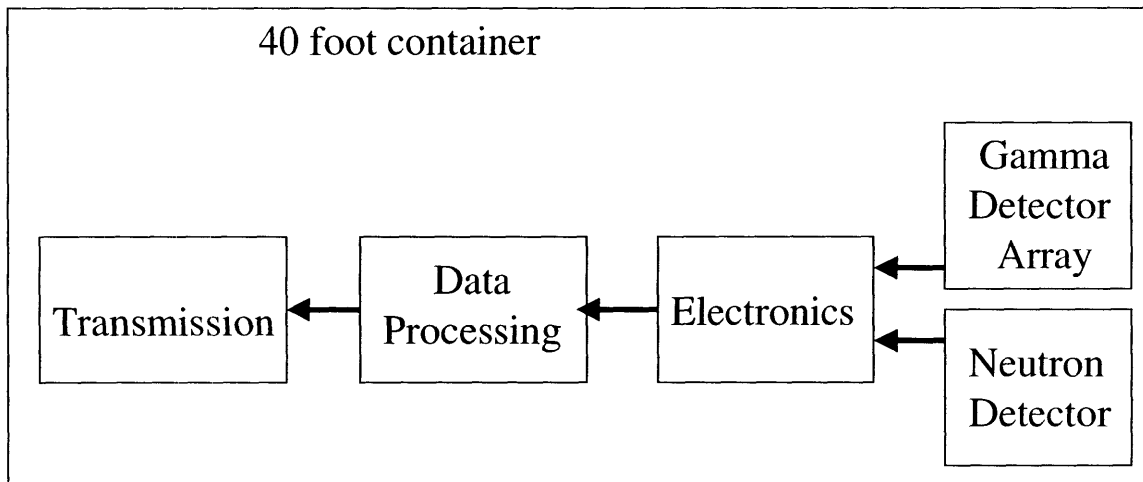 40 foot container
Gamma
Detector
Array
Transmission
Data
Processing
Electronics
Neutron
Detector